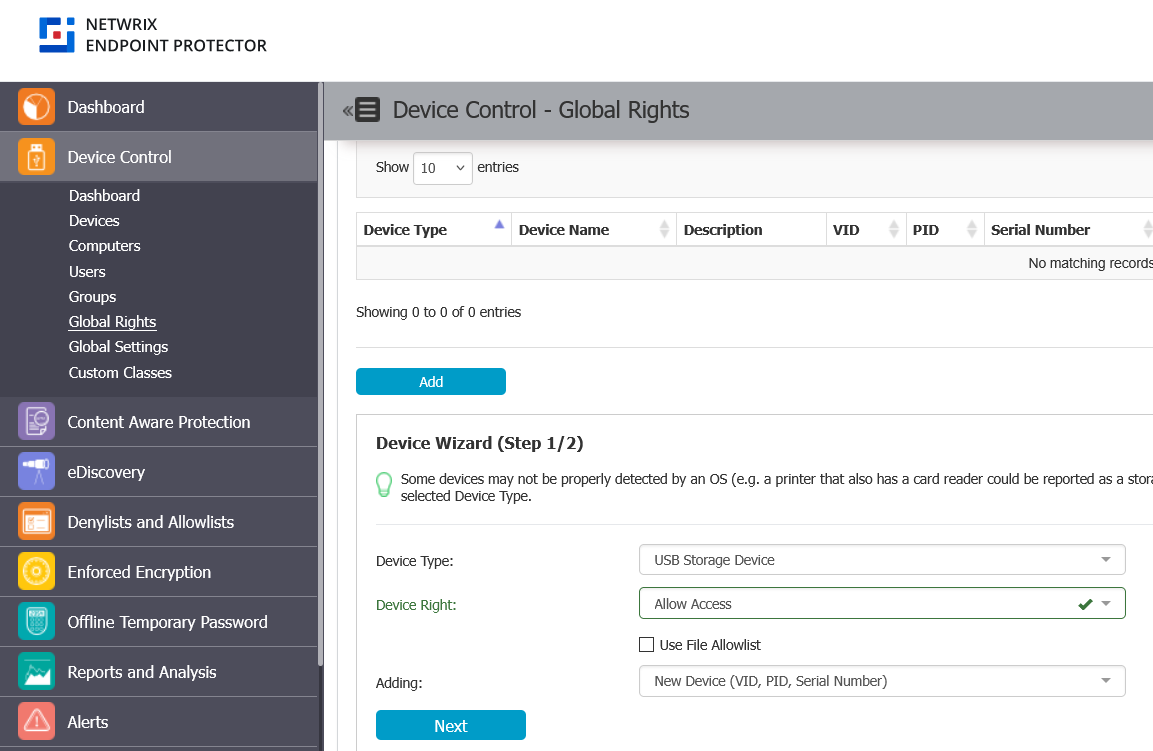 NETWRIX
ENDPOINT PROTECTOR
Dashboard
Device Control
Dashboard
Devices
Computers
Users
Groups
Global Rights
Global Settings
Custom Classes
Content Aware Protection
eDiscovery
Denylists and Allowlists
Enforced Encryption
Offline Temporary Password
Reports and Analysis
Alerts
« Device Control - Global Rights
Show 10 entries
Device Type Device Name Description VID PID Serial Number
No matching records
Showing 0 to 0 of 0 entries
Add
Device Wizard (Step 1/2)
Some devices may not be properly detected by an OS (e.g. a printer that also has a card reader could be reported as a stora
selected Device Type.
Device Type: USB Storage Device
Device Right: Allow Access
Use File Allowlist
Adding: New Device (VID, PID, Serial Number)
Next